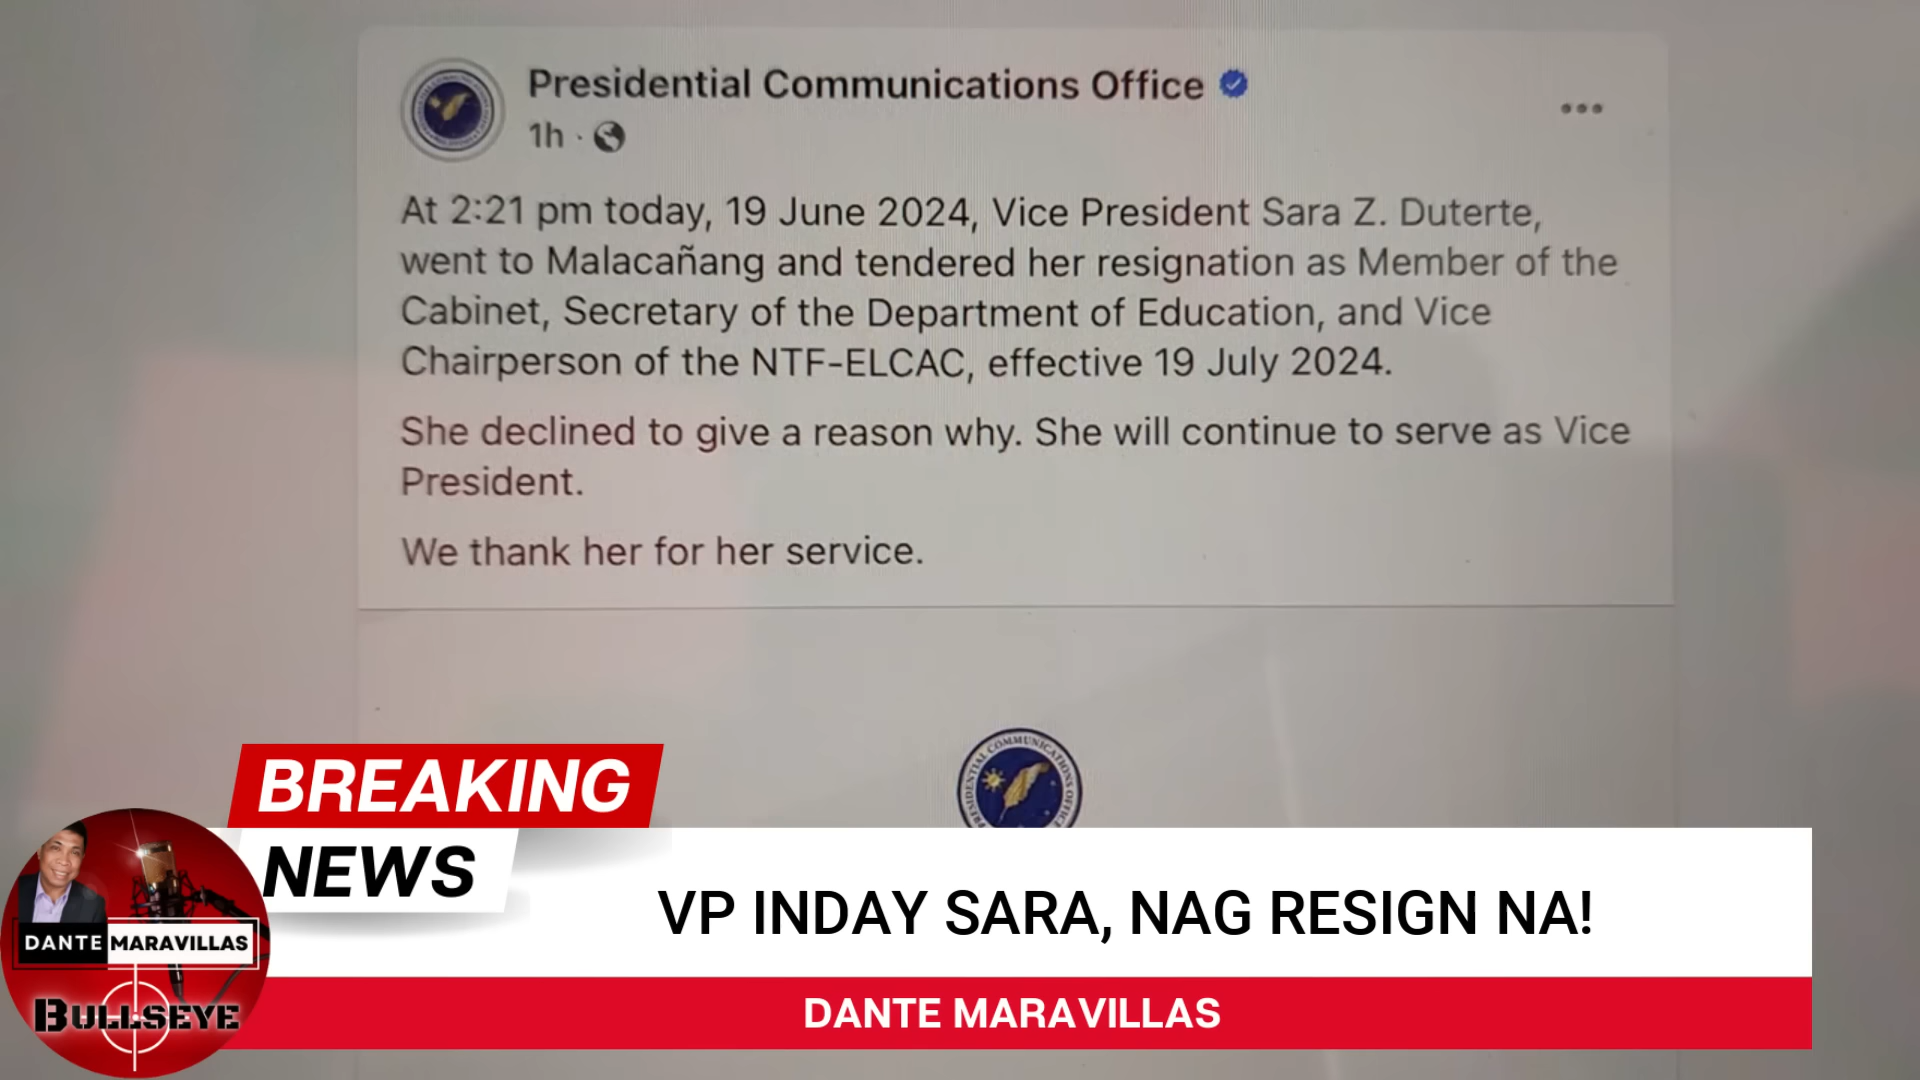 Presidential Communications Office
1h ·
At 2:21 pm today, 19 June 2024, Vice President Sara Z. Duterte,
went to Malacañang and tendered her resignation as Member of the
Cabinet, Secretary of the Department of Education, and Vice
Chairperson of the NTF-ELCAC, effective 19 July 2024.
She declined to give a reason why. She will continue to serve as Vice
President.
We thank her for her service.
PRESIDENTIAL COMMUNICATIONS OFFICE
BREAKING
NEWS
VP INDAY SARA, NAG RESIGN NA!
DANTE MARAVILLAS
BULLSEYE
DANTE MARAVILLAS